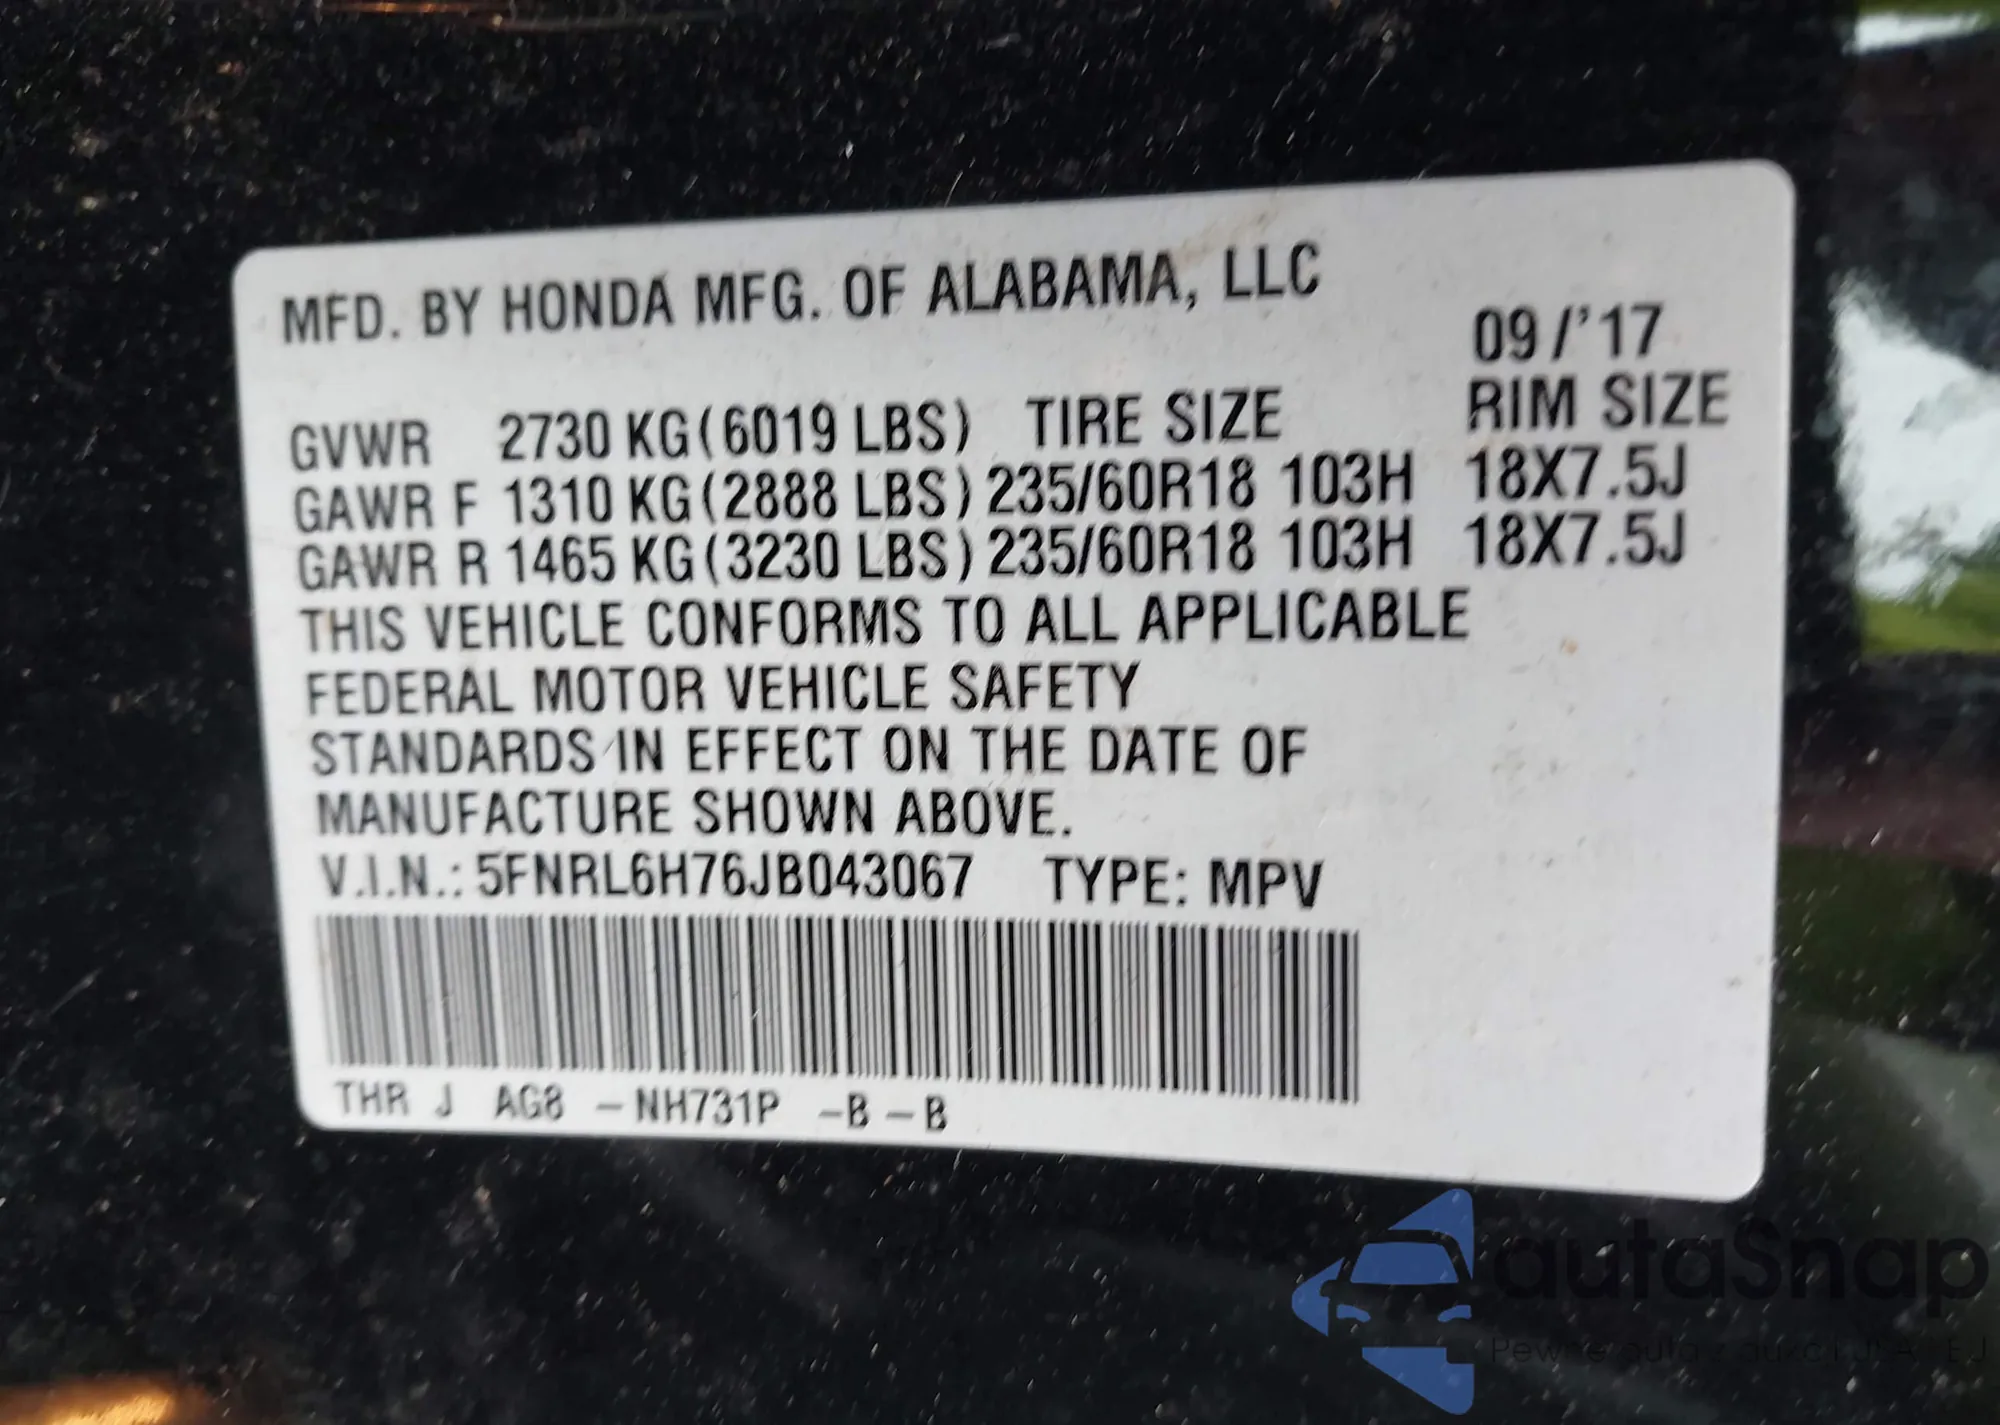 MFD. BY HONDA MFG. OF ALABAMA, LLC
09/'17
GVWR 2730 KG(6019 LBS) TIRE SIZE RIM SIZE
GAWR F 1310 KG(2888 LBS) 235/60R18 103H 18X7.5J
GAWR R 1465 KG(3230 LBS) 235/60R18 103H 18X7.5J
THIS VEHICLE CONFORMS TO ALL APPLICABLE
FEDERAL MOTOR VEHICLE SAFETY
STANDARDS IN EFFECT ON THE DATE OF
MANUFACTURE SHOWN ABOVE.
V.I.N.: 5FNRL6H76JB043067 TYPE: MPV
THR J AG8 -NH731P -B-B
autaSnap
Pewne auta z